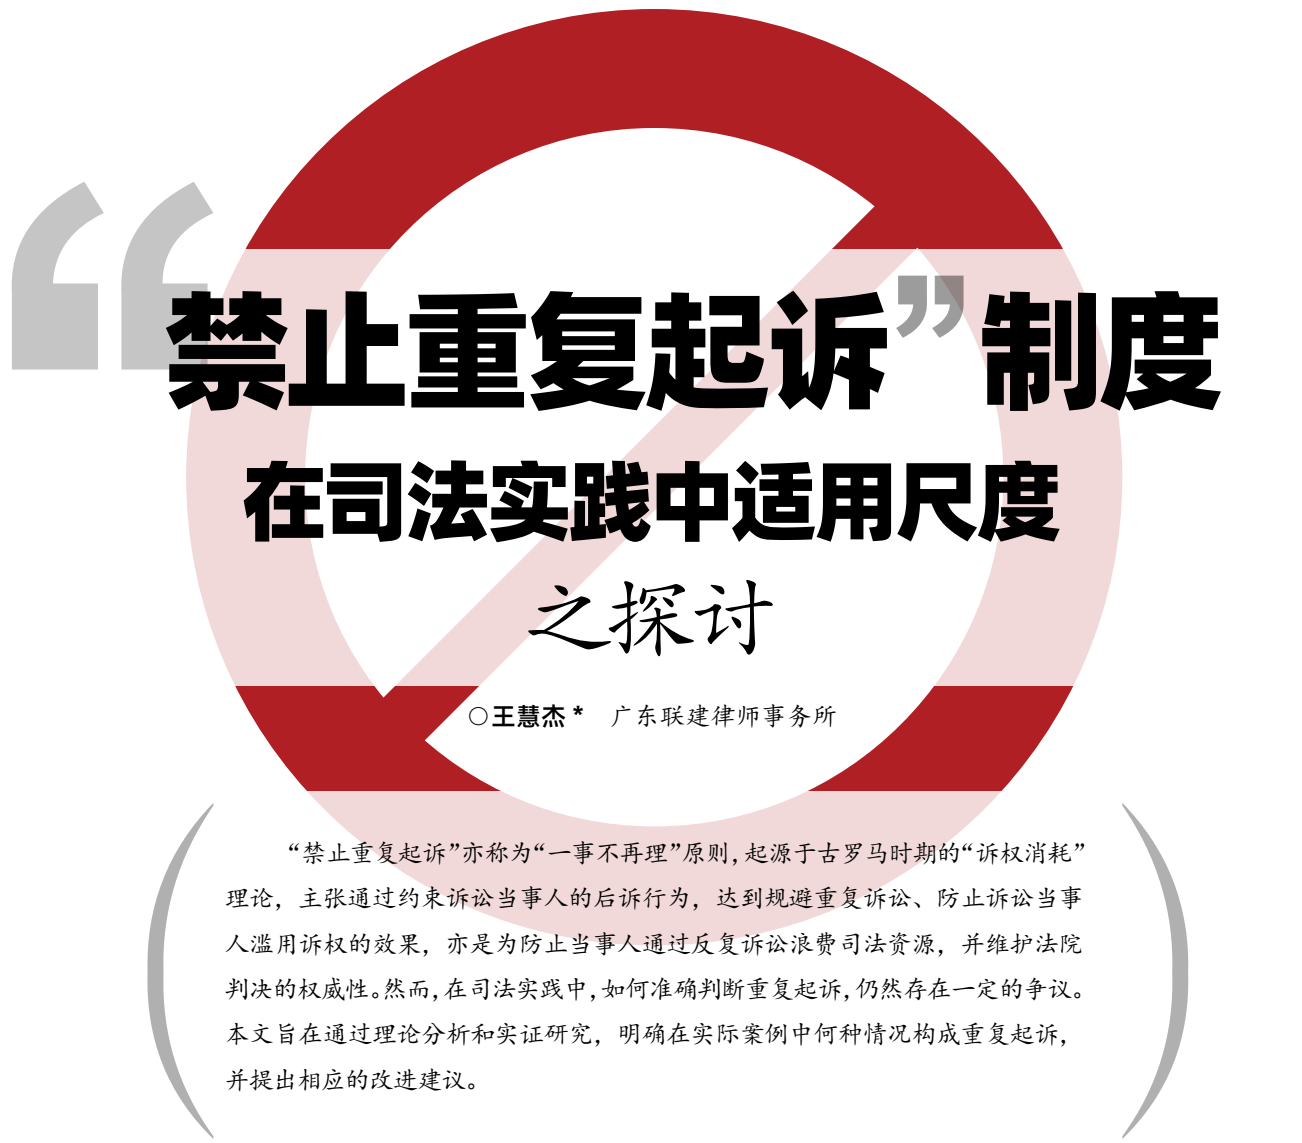 “禁止重复起诉”制度
在司法实践中适用尺度
之探讨
○王慧杰* 广东联建律师事务所
“禁止重复起诉”亦称为“一事不再理”原则，起源于古罗马时期的“诉权消耗”
理论，主张通过约束诉讼当事人的后诉行为，达到规避重复诉讼、防止诉讼当事
人滥用诉权的效果，亦是为防止当事人通过反复诉讼浪费司法资源，并维护法院
判决的权威性。然而，在司法实践中，如何准确判断重复起诉，仍然存在一定的争议。
本文旨在通过理论分析和实证研究，明确在实际案例中何种情况构成重复起诉，
并提出相应的改进建议。